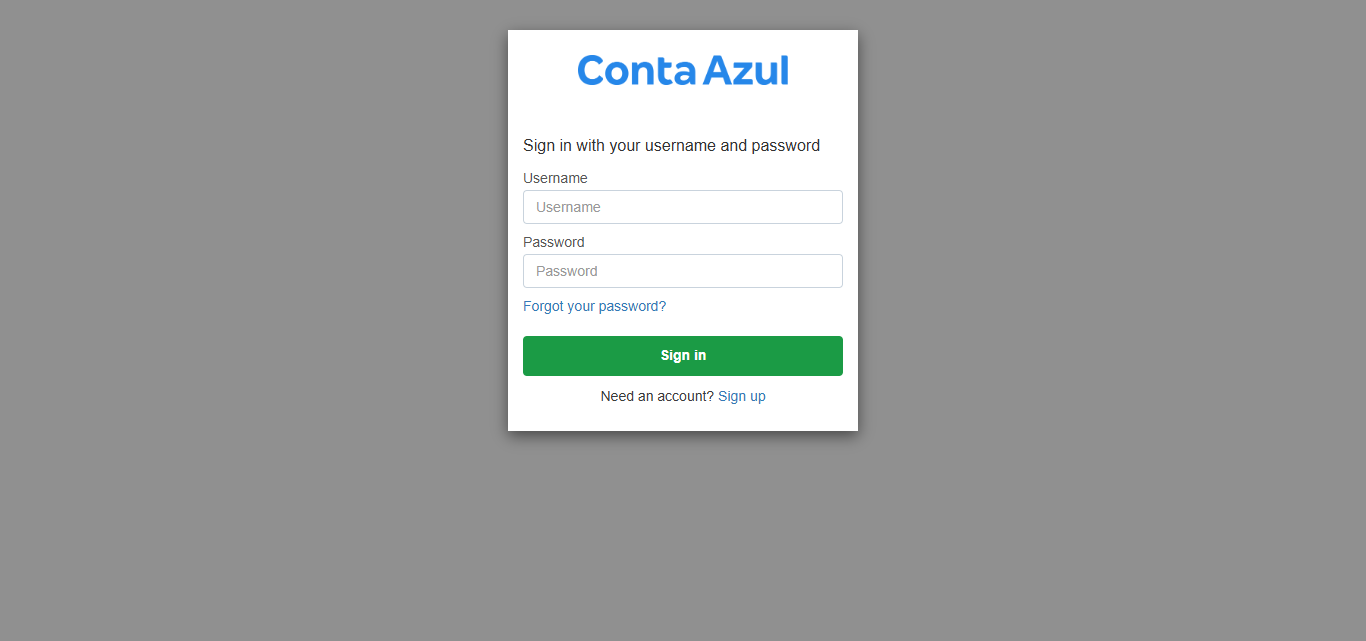 Conta Azul
Sign in with your username and password
Username
Username
Password
Password
Forgot your password?
Sign in
Need an account? Sign up